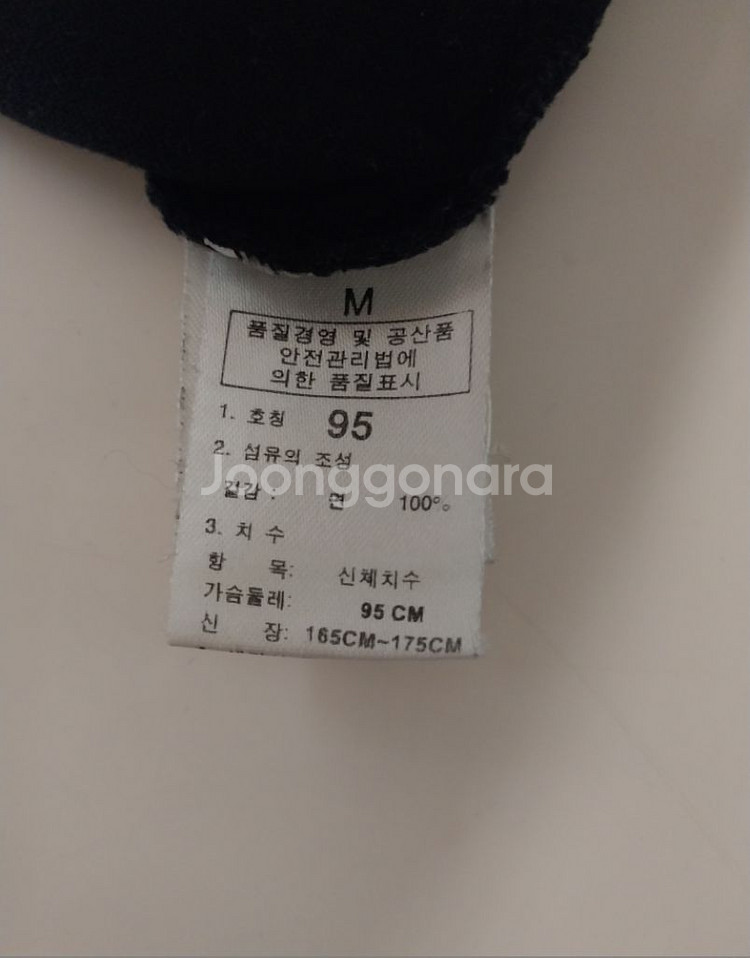 M
품질경영 및 공산품
안전관리법에
의한 품질표시
1. 호칭 95
2. 섬유의 조성
Joonggonara
겉감 : 면 100%
3. 치 수
항 목: 신체치수
가슴둘레: 95 CM
신 장: 165CM~175CM